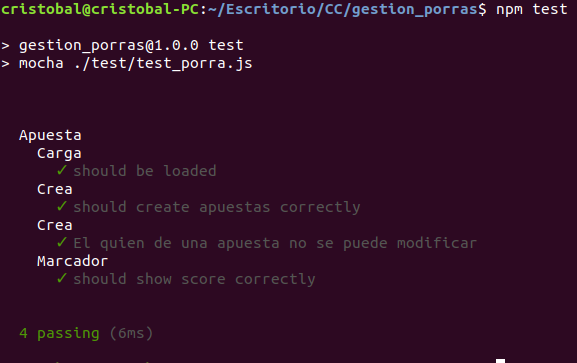 cristobal@cristobal-PC:~/Escritorio/CC/gestion_porras$ npm test
> gestion_porras@1.0.0 test
> mocha ./test/test_porra.js
Apuesta
Carga
✓ should be loaded
Crea
✓ should create apuestas correctly
Crea
✓ El quien de una apuesta no se puede modificar
Marcador
✓ should show score correctly
4 passing (6ms)